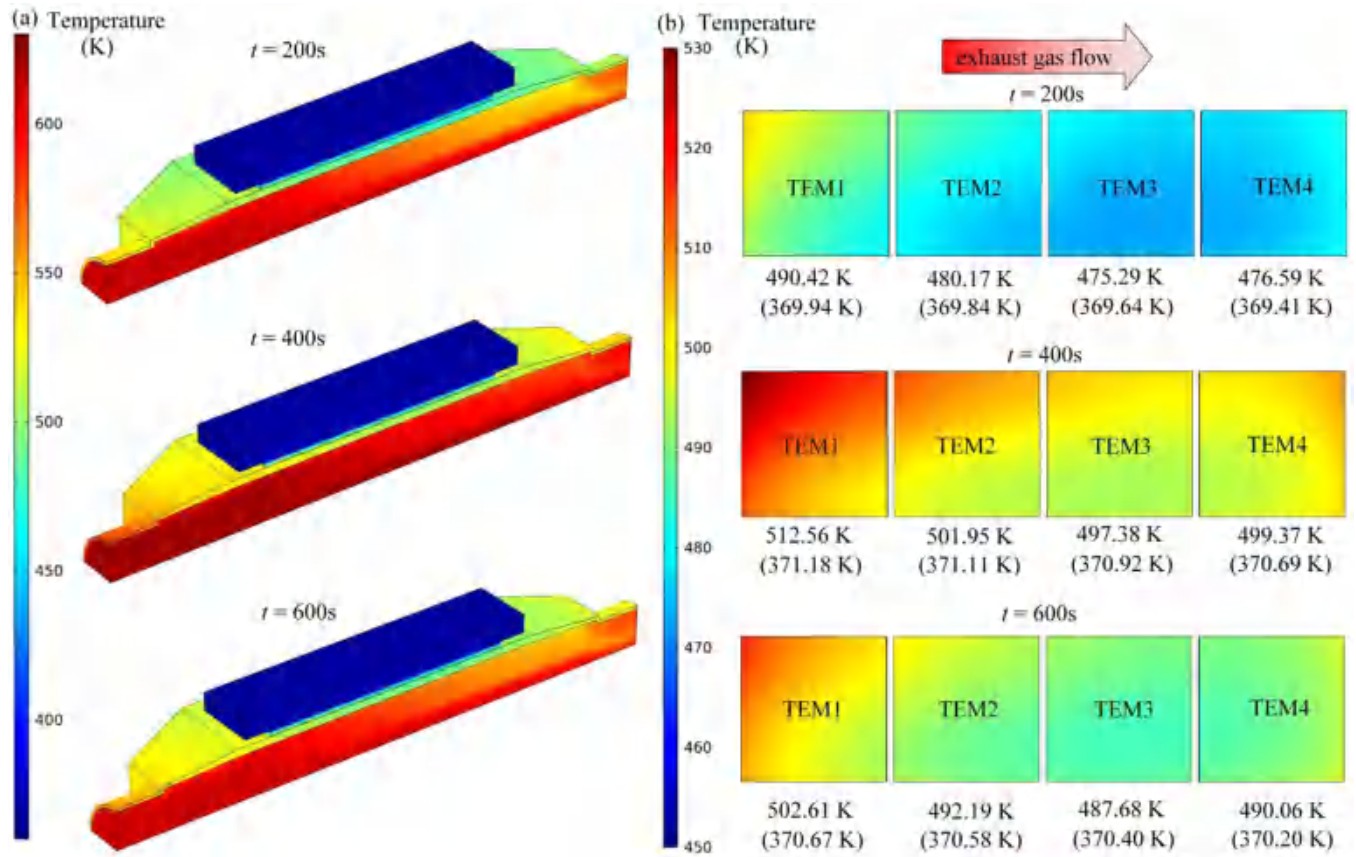 (a) Temperature
(K)
t = 200s
600
550
t = 400s
500
450
t = 600s
400
(b) Temperature
(K)
530
exhaust gas flow
t = 200s
520
TEM1 TEM2 TEM3 TEM4
510
490.42 K 480.17 K 475.29 K 476.59 K
(369.94 K) (369.84 K) (369.64 K) (369.41 K)
500
t = 400s
490
TEM1 TEM2 TEM3 TEM4
512.56 K 501.95 K 497.38 K 499.37 K
480
(371.18 K) (371.11 K) (370.92 K) (370.69 K)
t = 600s
470
TEM1 TEM2 TEM3 TEM4
460
502.61 K 492.19 K 487.68 K 490.06 K
(370.67 K) (370.58 K) (370.40 K) (370.20 K)
450